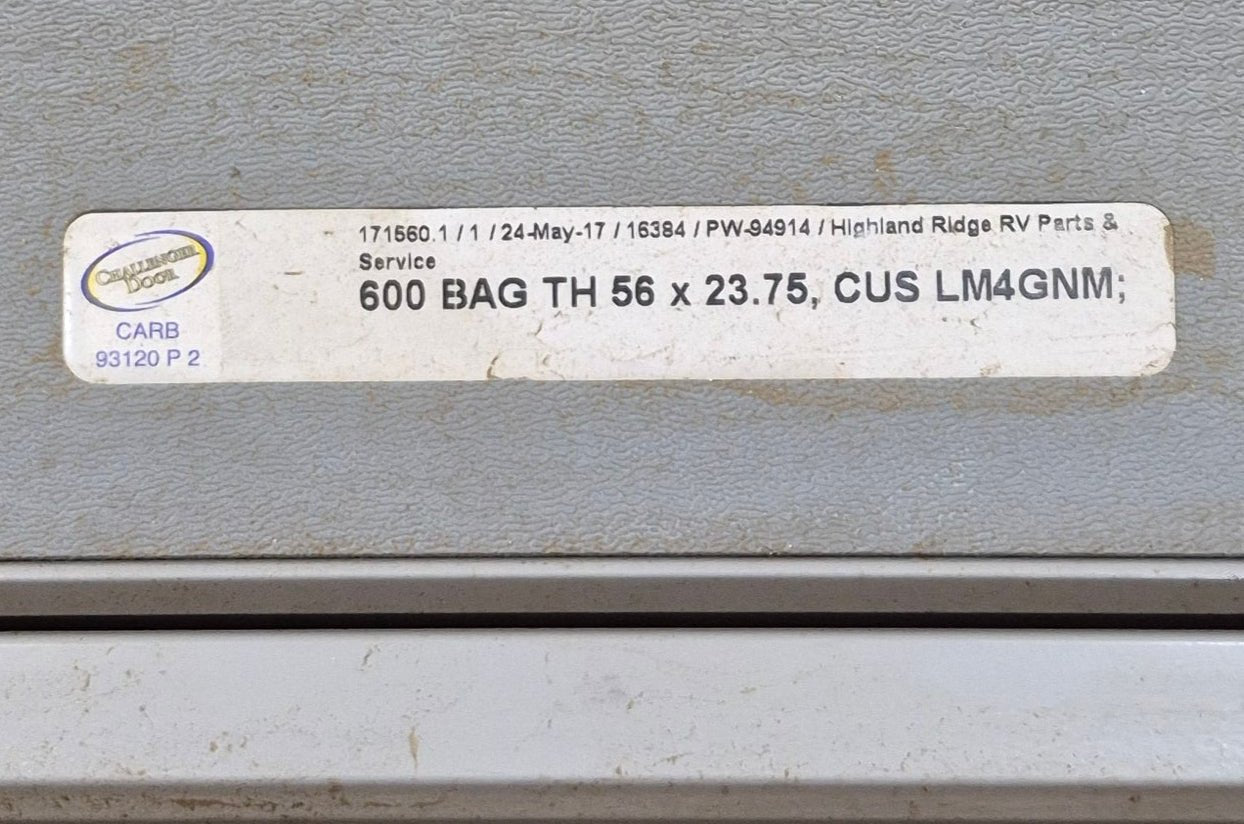 CHALLENGER
DOOR
CARB
93120 P 2
171560.1 / 1 / 24-May-17 / 16384 / PW-94914 / Highland Ridge RV Parts &
Service
600 BAG TH 56 x 23.75, CUS LM4GNM;